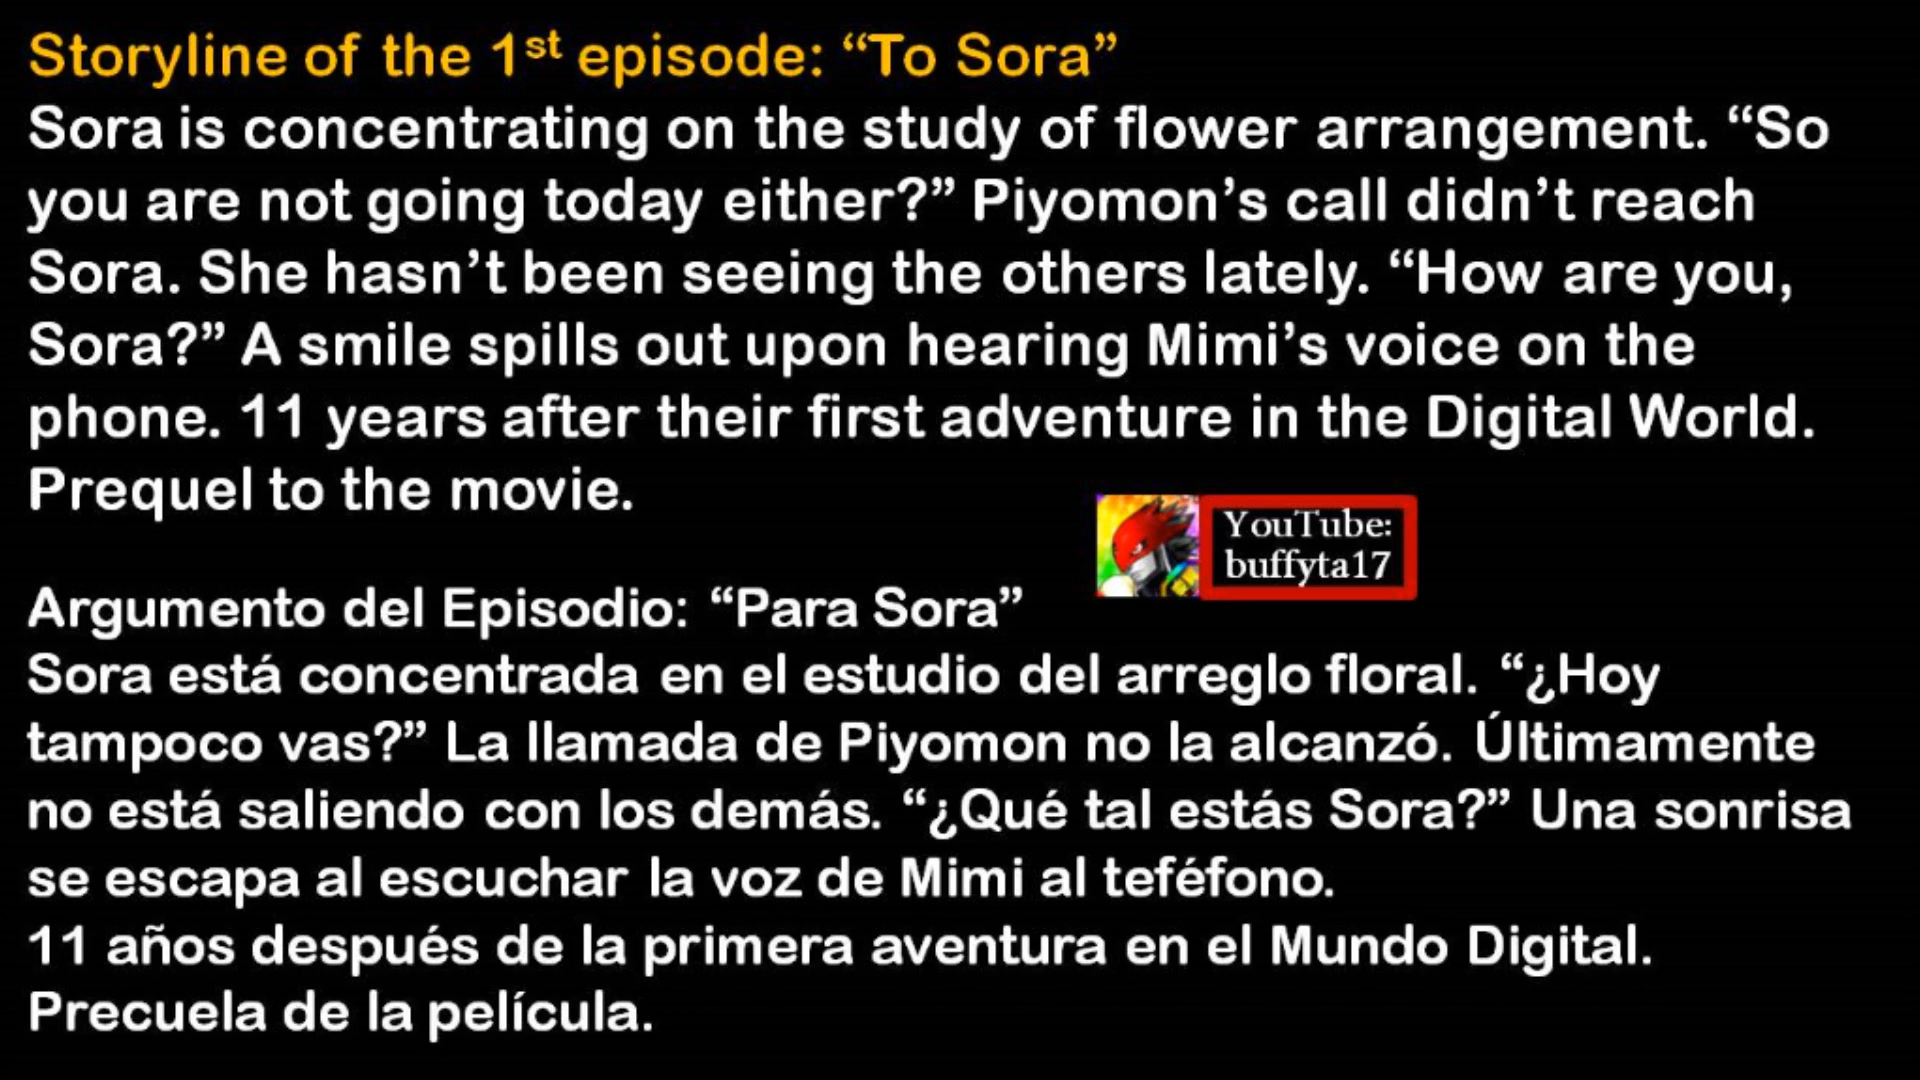 Storyline of the 1st episode: “To Sora”
Sora is concentrating on the study of flower arrangement. “So
you are not going today either?” Piyomon’s call didn’t reach
Sora. She hasn’t been seeing the others lately. “How are you,
Sora?” A smile spills out upon hearing Mimi’s voice on the
phone. 11 years after their first adventure in the Digital World.
Prequel to the movie.
YouTube:
buffyta17
Argumento del Episodio: “Para Sora”
Sora está concentrada en el estudio del arreglo floral. “¿Hoy
tampoco vas?” La llamada de Piyomon no la alcanzó. Últimamente
no está saliendo con los demás. “¿Qué tal estás Sora?” Una sonrisa
se escapa al escuchar la voz de Mimi al teféfono.
11 años después de la primera aventura en el Mundo Digital.
Precuela de la película.